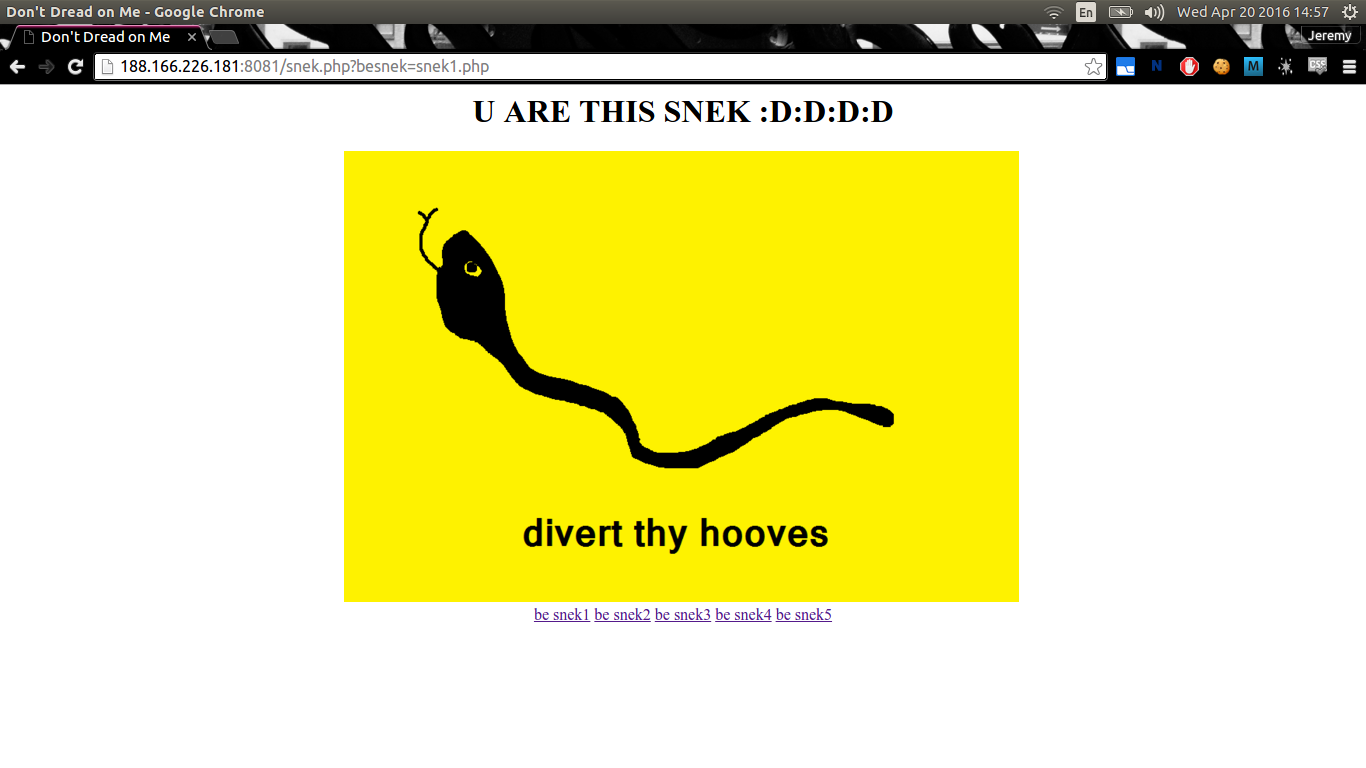 Don't Dread on Me - Google Chrome
En
Wed Apr 20 2016 14:57
Don't Dread on Me
Jeremy
188.166.226.181:8081/snek.php?besnek=snek1.php
N
M
CSS
U ARE THIS SNEK :D:D:D:D
divert thy hooves
be snek1 be snek2 be snek3 be snek4 be snek5